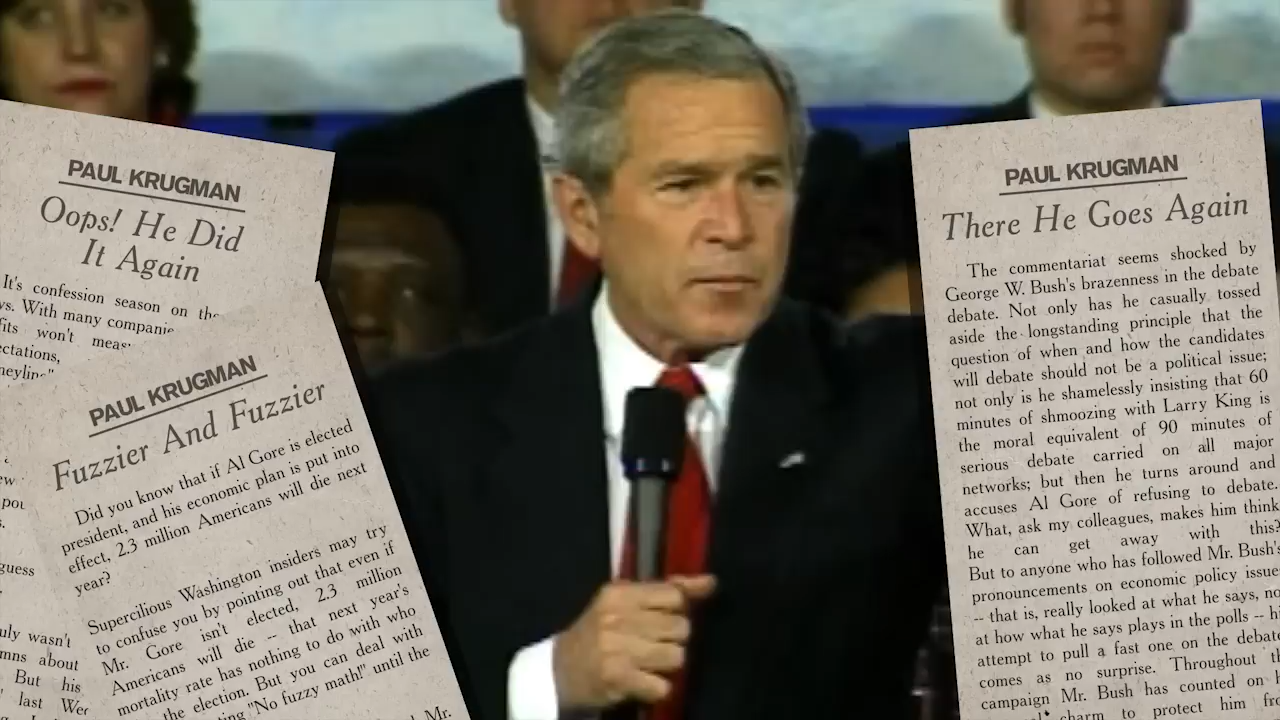 PAUL KRUGMAN
Oops! He Did
It Again
It's confession season on
With many
won't
PAUL KRUGMAN
Fuzzier And Fuzzier
Did you know that if Al Gore is elected
president, and his economic plan is put into
effect, 2.3 million Americans will die next
year?
Supercilious Washington insiders may try
to confuse you by pointing out that even if
Mr. Gore isn't elected, 2.3 million
Americans will die -- that next year's
mortality rate has nothing to do with who
the election. But you can deal with
"No fuzzy math!" until the
Mr.
about
But his
last
PAUL KRUGMAN
There He Goes Again
The commentariat seems shocked by
George W. Bush's brazenness in the debate
debate. Not only has he casually tossed
aside the longstanding principle that the
question of when and how the candidates
will debate should not be a political issue;
not only is he shamelessly insisting that 60
minutes of shmoozing with Larry King is
the moral equivalent of 90 minutes of
serious debate carried on all major
networks; but then he turns around and
accuses Al Gore of refusing to debate.
What, ask my colleagues, makes him think
he can get away with this?
But to anyone who has followed Mr. Bush's
pronouncements on economic policy issues
-- that is, really looked at what he says, not
at how what he says plays in the polls -- his
attempt to pull a fast one on the debates
comes as no surprise. Throughout the
campaign Mr. Bush has counted on his
charm to protect him from